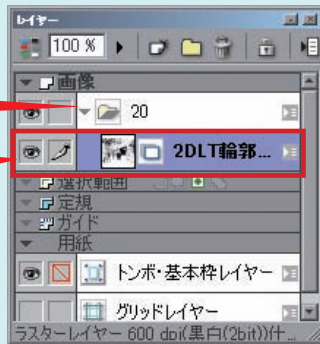 レイヤー
100 %
画像
20
2DLT輪郭...
選択範囲
定規
ガイド
用紙
トンボ・基本枠レイヤー
グリッドレイヤー
ラスターレイヤー 600 dpi(黒白(2bit))什...